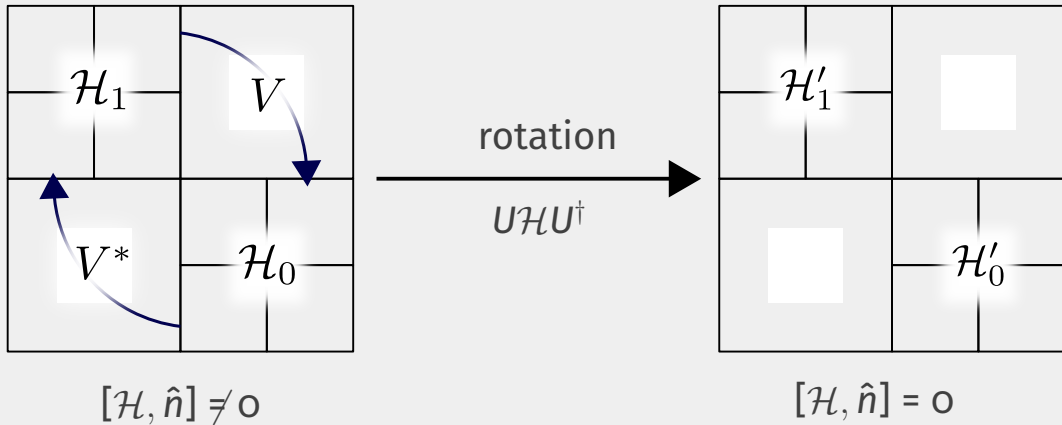 𝓗₁
V
V*
𝓗₀
[𝓗, n̂] ≠ 0
rotation
U𝓗U†
𝓗′₁
𝓗′₀
[𝓗, n̂] = 0